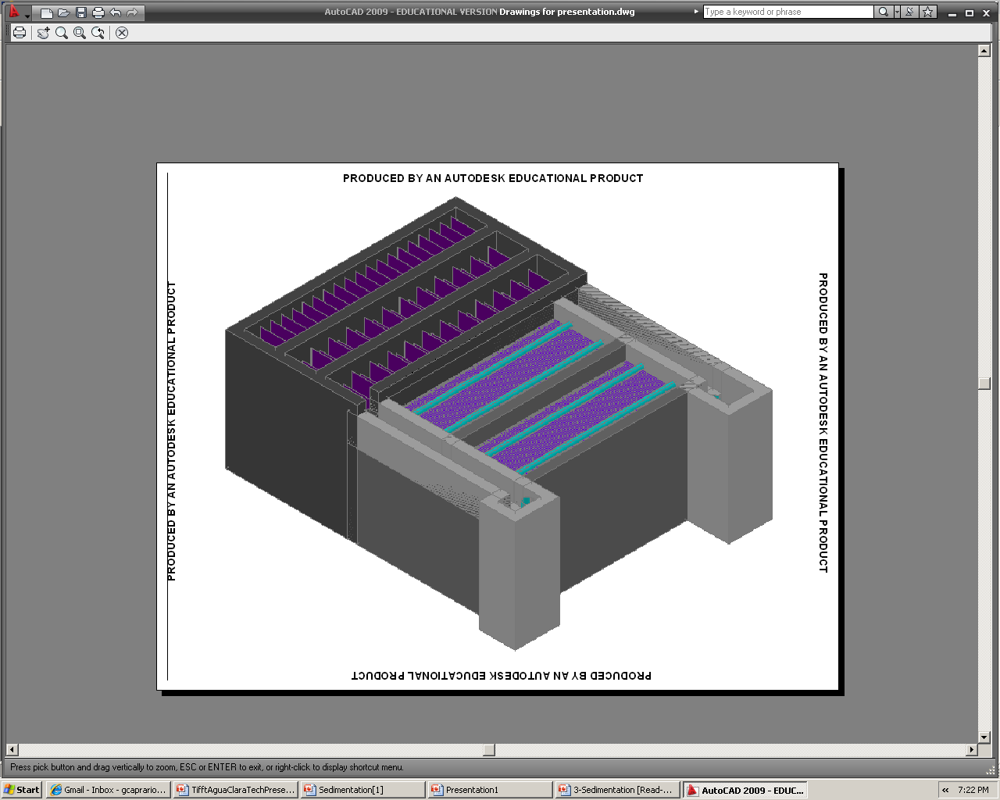 AutoCAD 2009 - EDUCATIONAL VERSION Drawings for presentation.dwg
Type a keyword or phrase
PRODUCED BY AN AUTODESK EDUCATIONAL PRODUCT
PRODUCED BY AN AUTODESK EDUCATIONAL PRODUCT
PRODUCED BY AN AUTODESK EDUCATIONAL PRODUCT
PRODUCED BY AN AUTODESK EDUCATIONAL PRODUCT
Press pick button and drag vertically to zoom, ESC or ENTER to exit, or right-click to display shortcut menu.
Start
Gmail - Inbox - gcaprario...
TifftAguaClaraTechPrese...
Sedimentation[1]
Presentation1
3-Sedimentation [Read-...
AutoCAD 2009 - EDUC...
7:22 PM